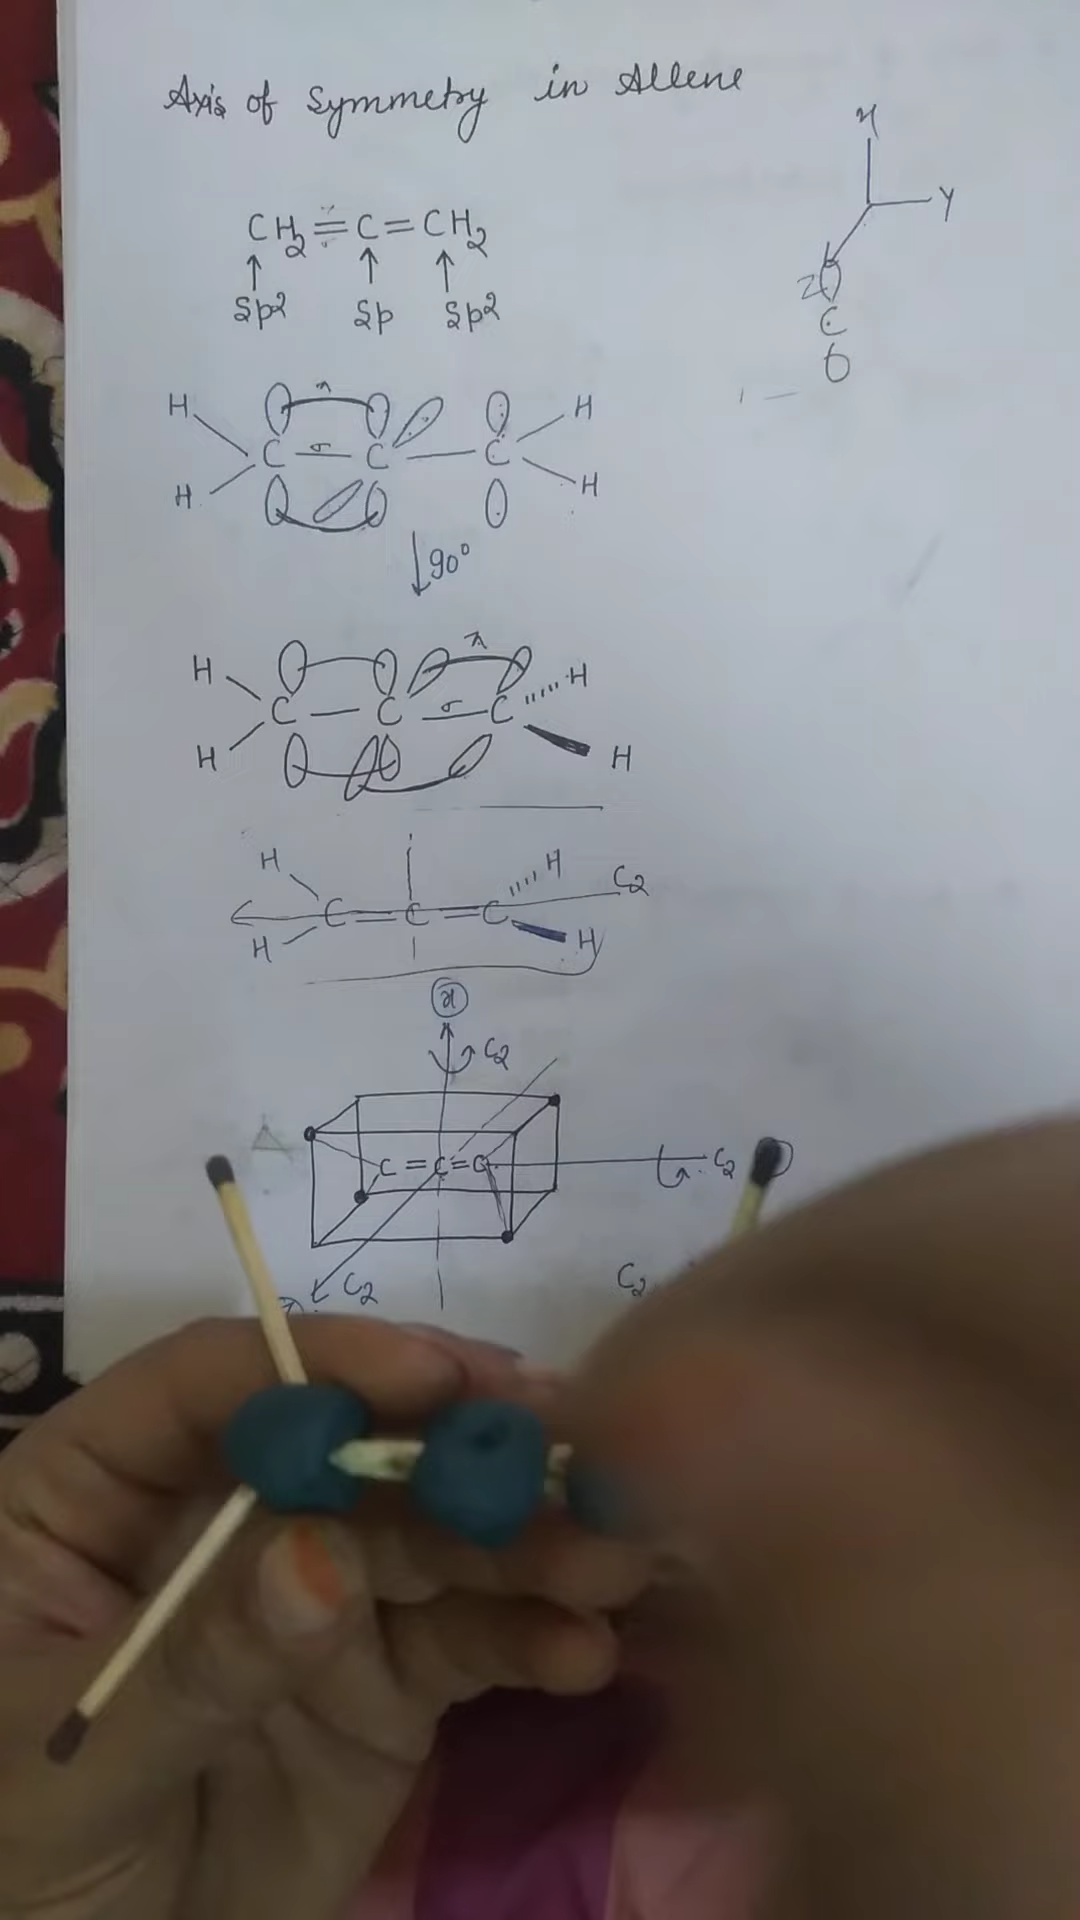 Axis of Symmetry in Allene
x
Y
Z
CH2=C=CH2
Sp2 Sp Sp2
C
π
H C σ C C H
H H
90°
π
H C C σ C H
H H
H H C2
C=C=C
H H
x
C2
C=C=C C2
C2 C2